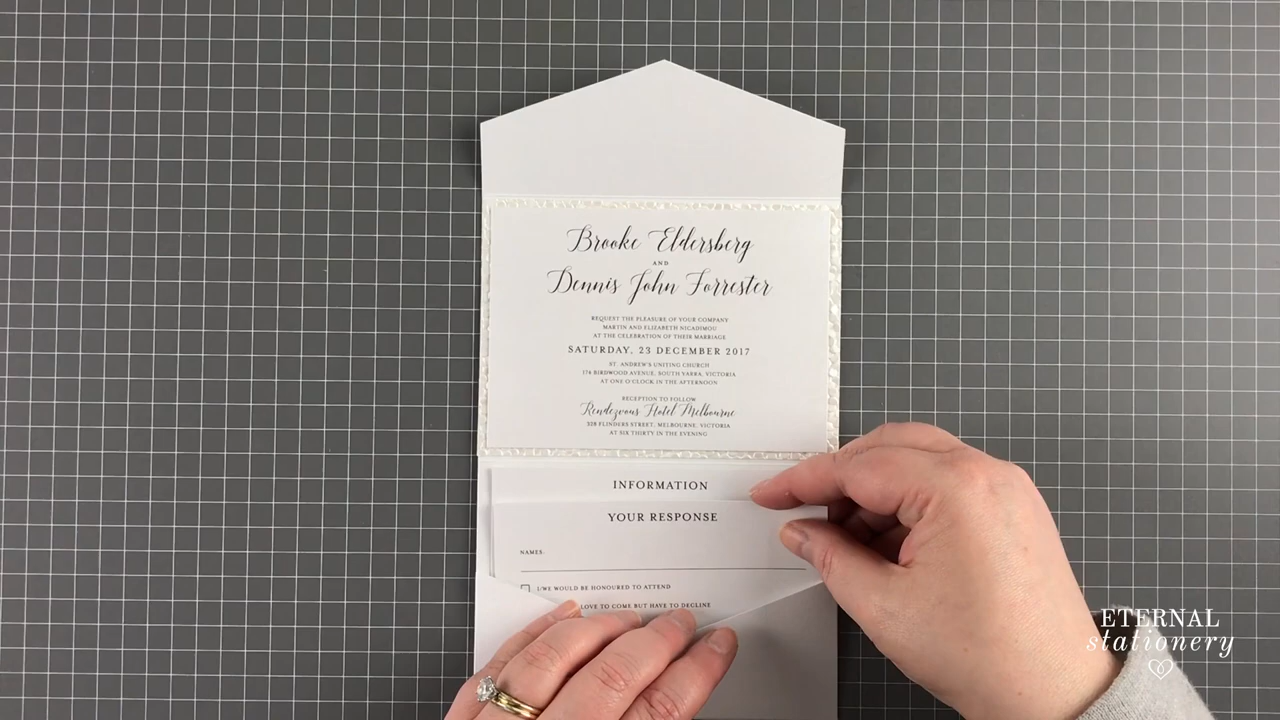 Brooke Eldersberg
AND
Dennis John Forrester
REQUEST THE PLEASURE OF YOUR COMPANY
MARTIN AND ELIZABETH NICADIMOU
AT THE CELEBRATION OF THEIR MARRIAGE
SATURDAY, 23 DECEMBER 2017
ST. ANDREW'S UNITING CHURCH
174 BIRDWOOD AVENUE, SOUTH YARRA, VICTORIA
AT ONE O'CLOCK IN THE AFTERNOON
RECEPTION TO FOLLOW
Rendezvous Hotel Melbourne
328 FLINDERS STREET, MELBOURNE, VICTORIA
AT SIX THIRTY IN THE EVENING
INFORMATION
YOUR RESPONSE
NAMES:
I/WE WOULD BE HONOURED TO ATTEND
LOVE TO COME BUT HAVE TO DECLINE
ETERNAL
stationery